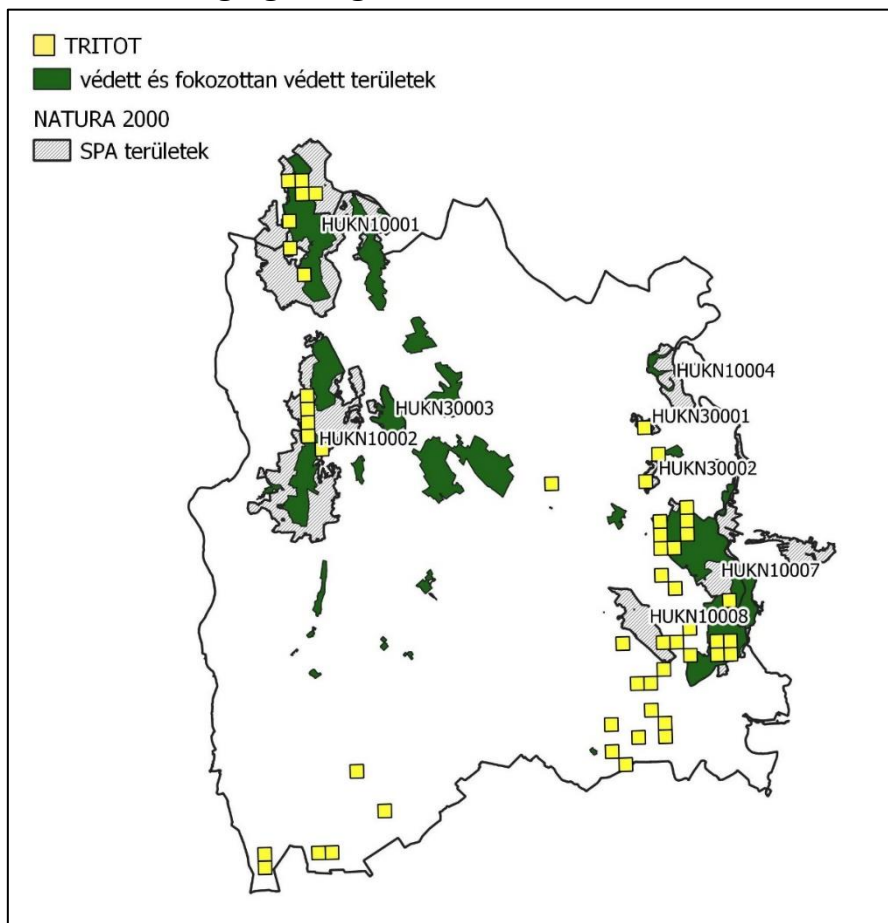 TRITOT
védett és fokozottan védett területek
NATURA 2000
SPA területek
HUKN10001
HUKN10004
HUKN30003
HUKN30001
HUKN10002
HUKN30002
HUKN10007
HUKN10008